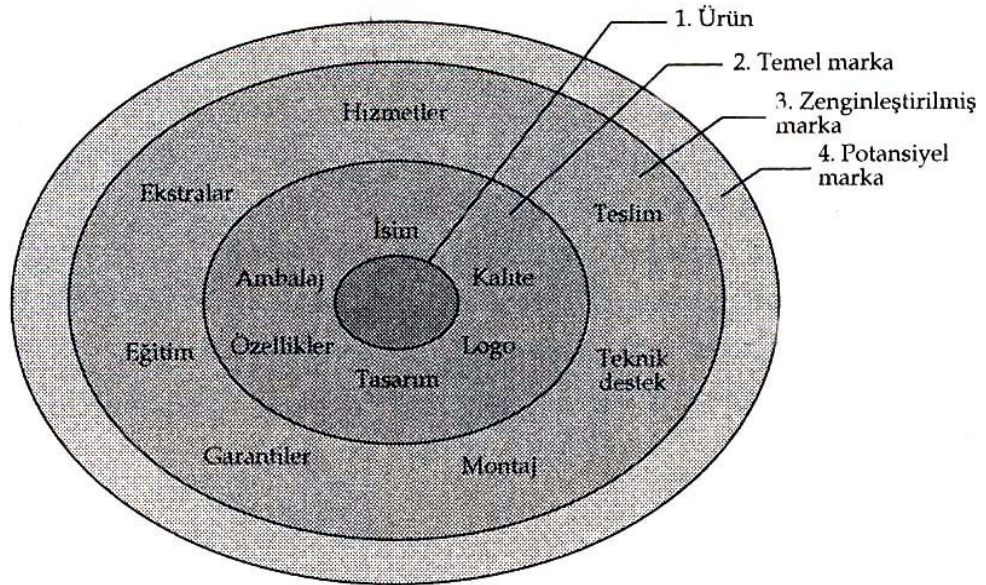 1. Ürün
2. Temel marka
3. Zenginleştirilmiş
marka
4. Potansiyel
marka
Hizmetler
Ekstralar
Teslim
İsim
Ambalaj
Kalite
Eğitim
Özellikler
Logo
Teknik
destek
Tasarım
Garantiler
Montaj